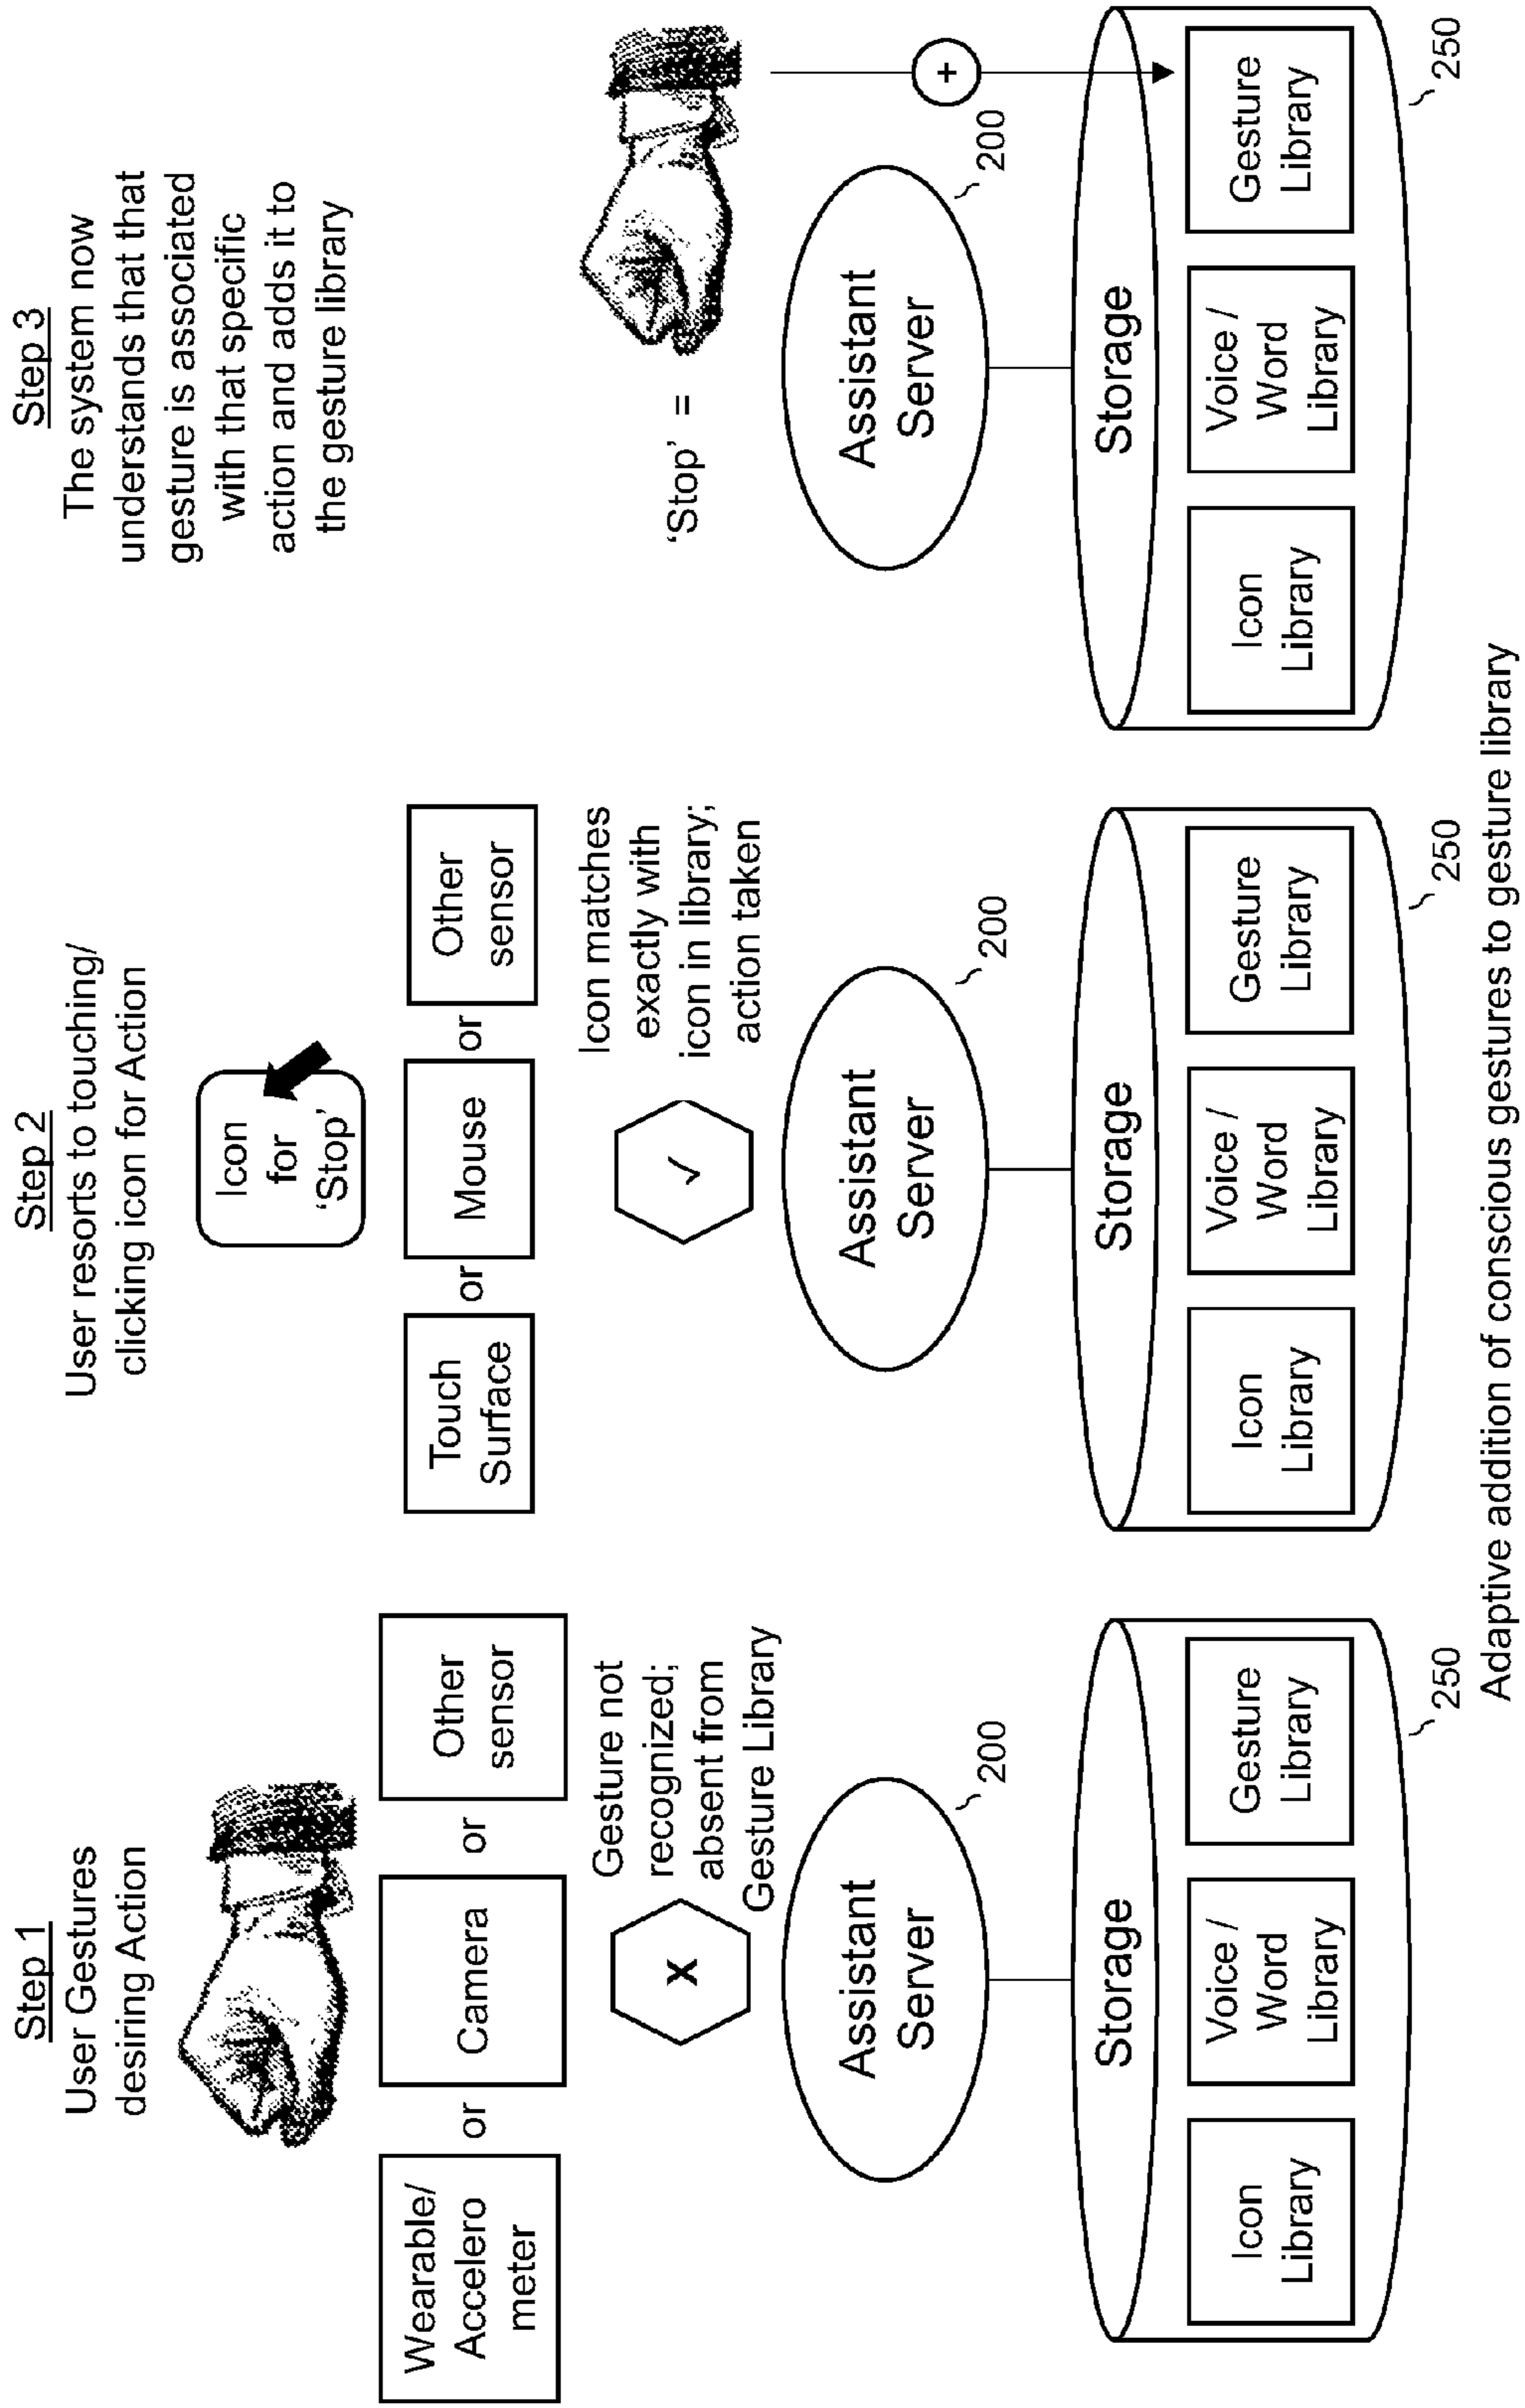 Step 1
User Gestures
desiring Action
Wearable/
Accelero
meter
or
Camera
or
Other
sensor
X
Gesture not
recognized;
absent from
Gesture Library
Assistant
Server
200
Storage
Icon
Library
Voice /
Word
Library
Gesture
Library
250
Step 2
User resorts to touching/
clicking icon for Action
Icon
for
‘Stop’
Touch
Surface
or
Mouse
or
Other
sensor
✓
Icon matches
exactly with
icon in library;
action taken
Assistant
Server
200
Storage
Icon
Library
Voice /
Word
Library
Gesture
Library
250
Step 3
The system now
understands that that
gesture is associated
with that specific
action and adds it to
the gesture library
‘Stop’ =
+
Assistant
Server
200
Storage
Icon
Library
Voice /
Word
Library
Gesture
Library
250
Adaptive addition of conscious gestures to gesture library